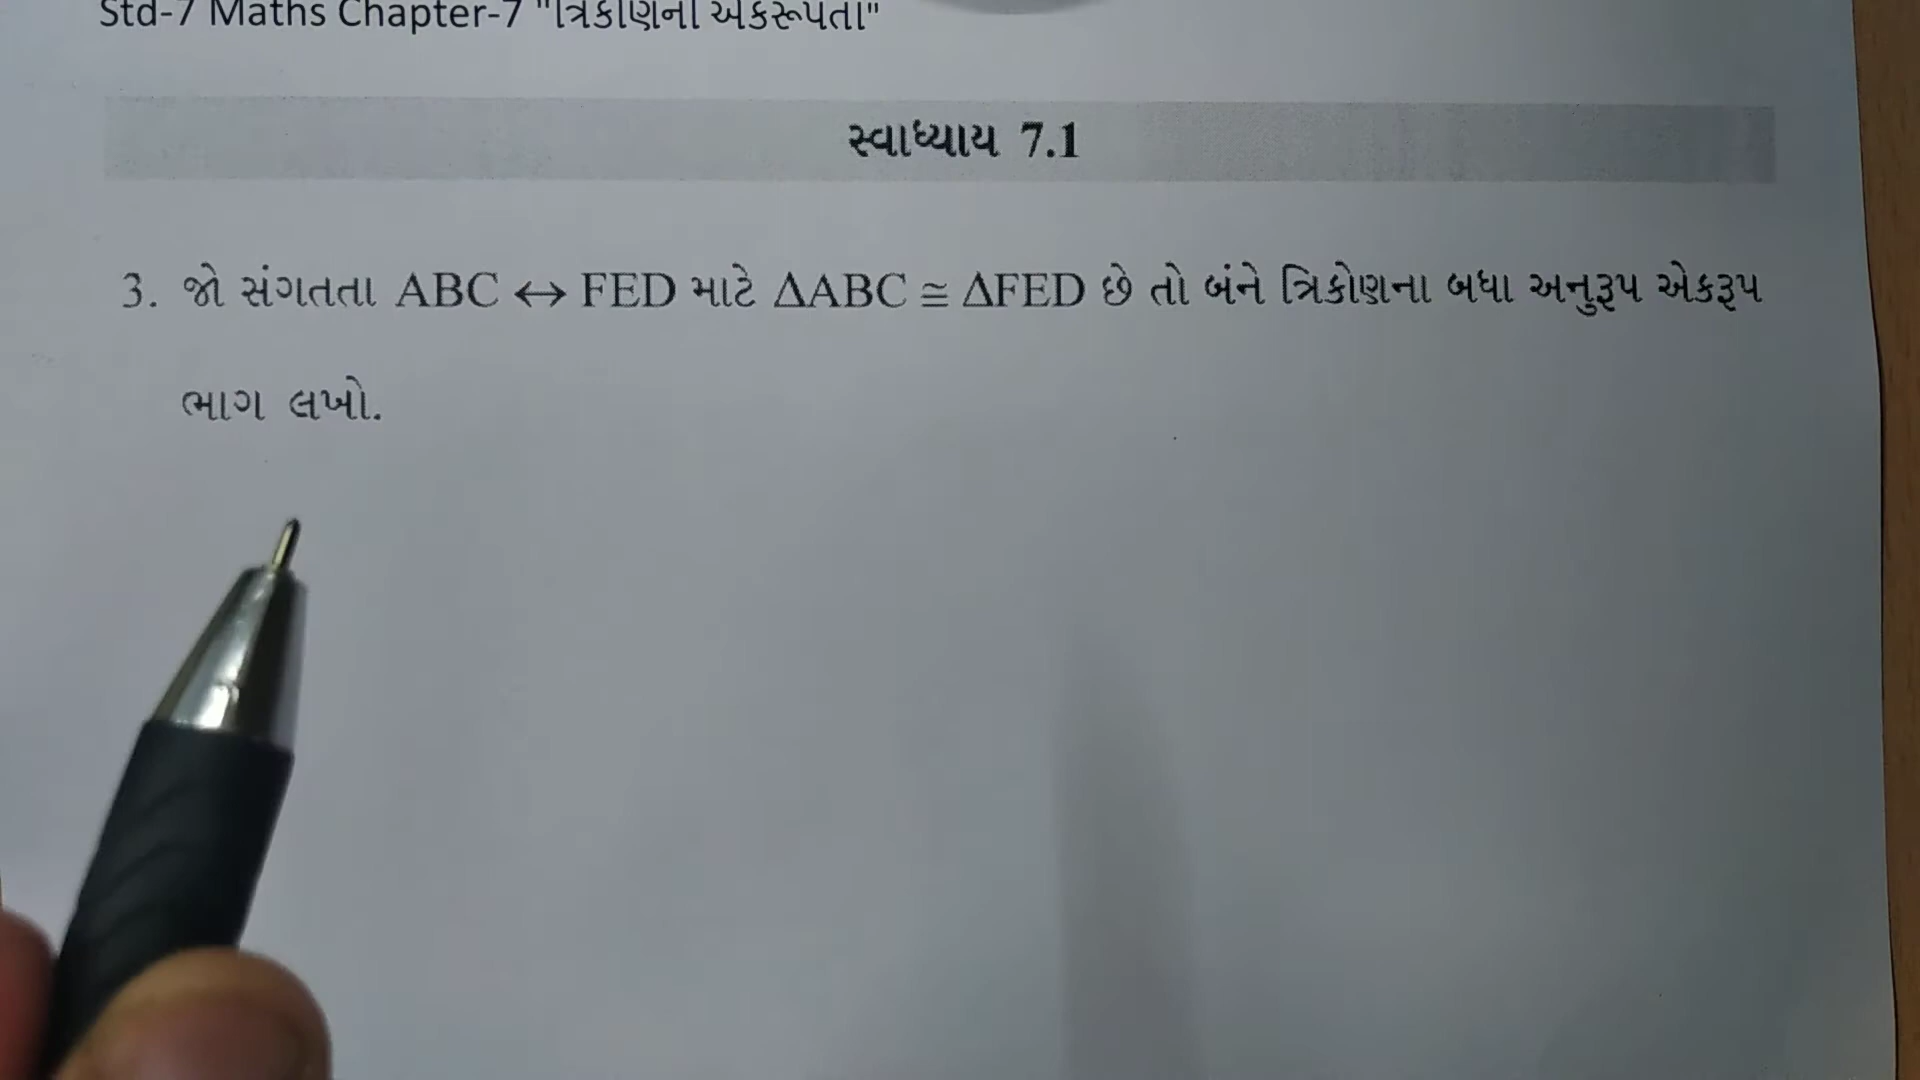 Std-7 Maths Chapter-7 "ત્રિકોણની એકરૂપતા"
સ્વાધ્યાય 7.1
3. જો સંગતતા ABC ↔ FED માટે ΔABC ≅ ΔFED છે તો બંને ત્રિકોણના બધા અનુરૂપ એકરૂપ
ભાગ લખો.